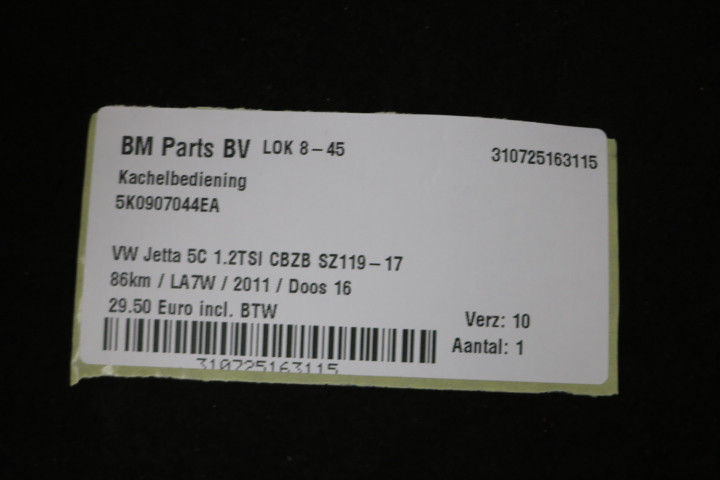 BM Parts BV LOK 8-45 310725163115
Kachelbediening
5K0907044EA
VW Jetta 5C 1.2TSI CBZB SZ119-17
86km / LA7W / 2011 / Doos 16
29.50 Euro incl. BTW
Verz: 10
Aantal: 1
310725163115